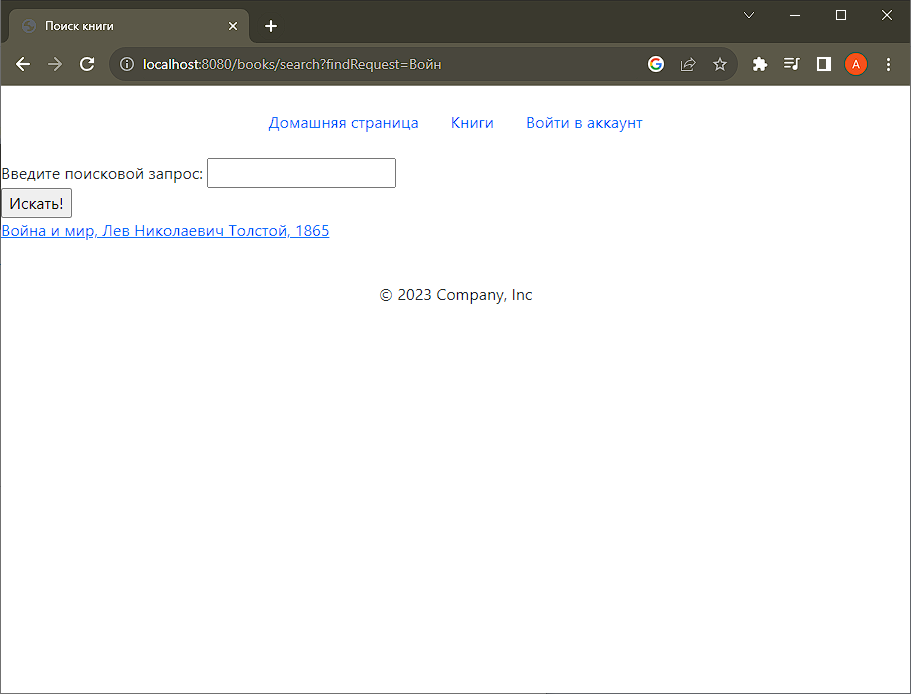 Поиск книги
localhost:8080/books/search?findRequest=Войн
A
Домашняя страница Книги Войти в аккаунт
Введите поисковой запрос:
Искать!
Война и мир, Лев Николаевич Толстой, 1865
© 2023 Company, Inc